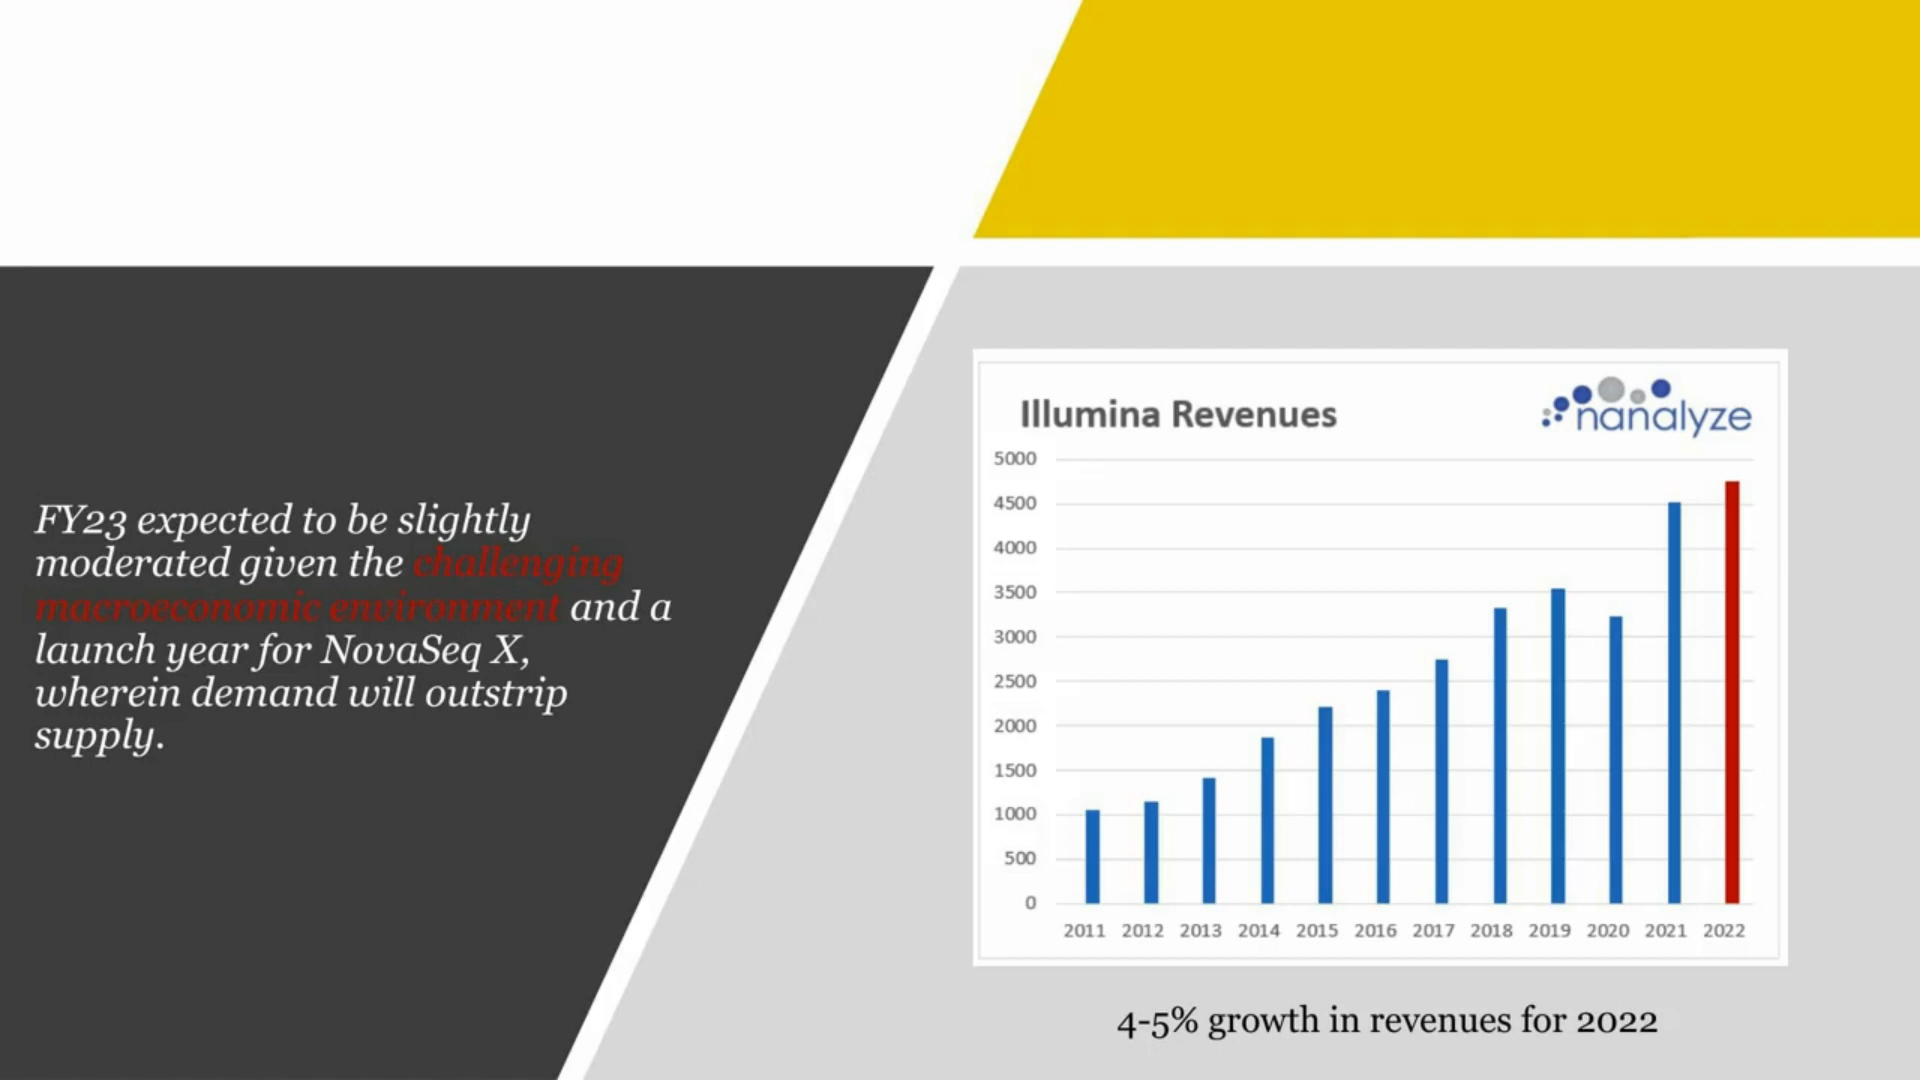 FY23 expected to be slightly
moderated given the challenging
macroeconomic environment and a
launch year for NovaSeq X,
wherein demand will outstrip
supply.
Illumina Revenues
nanalyze
5000
4500
4000
3500
3000
2500
2000
1500
1000
500
0
2011 2012 2013 2014 2015 2016 2017 2018 2019 2020 2021 2022
4-5% growth in revenues for 2022